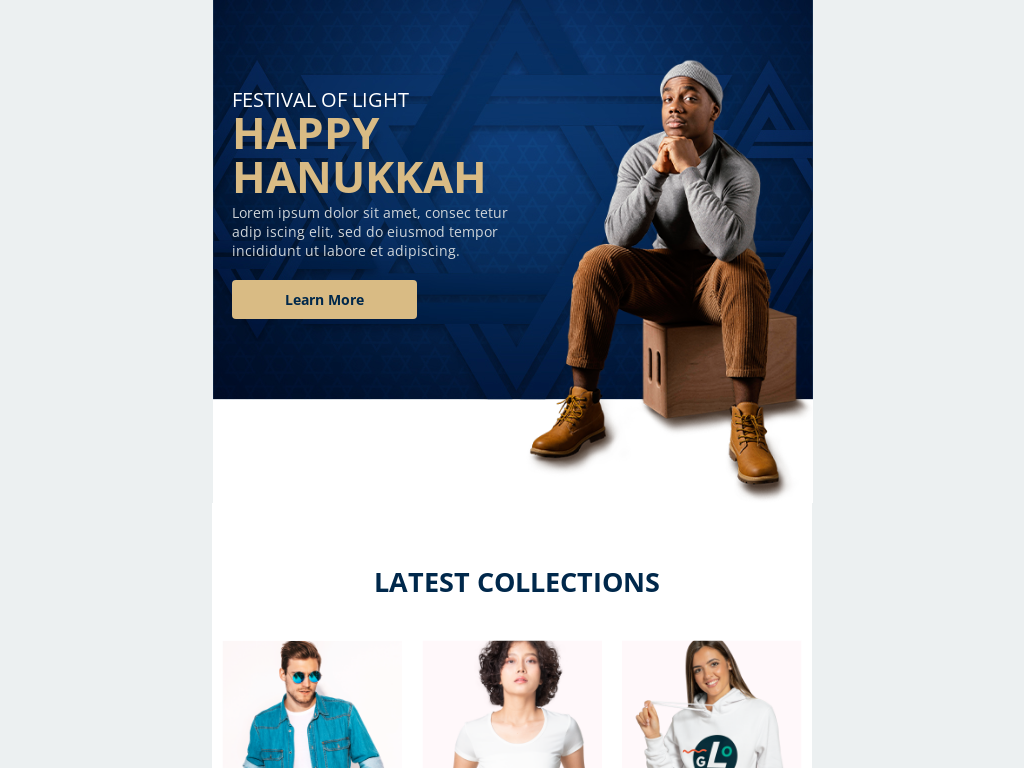 FESTIVAL OF LIGHT
HAPPY
HANUKKAH
Lorem ipsum dolor sit amet, consec tetur
adip iscing elit, sed do eiusmod tempor
incididunt ut labore et adipiscing.
Learn More
LATEST COLLECTIONS
GLO